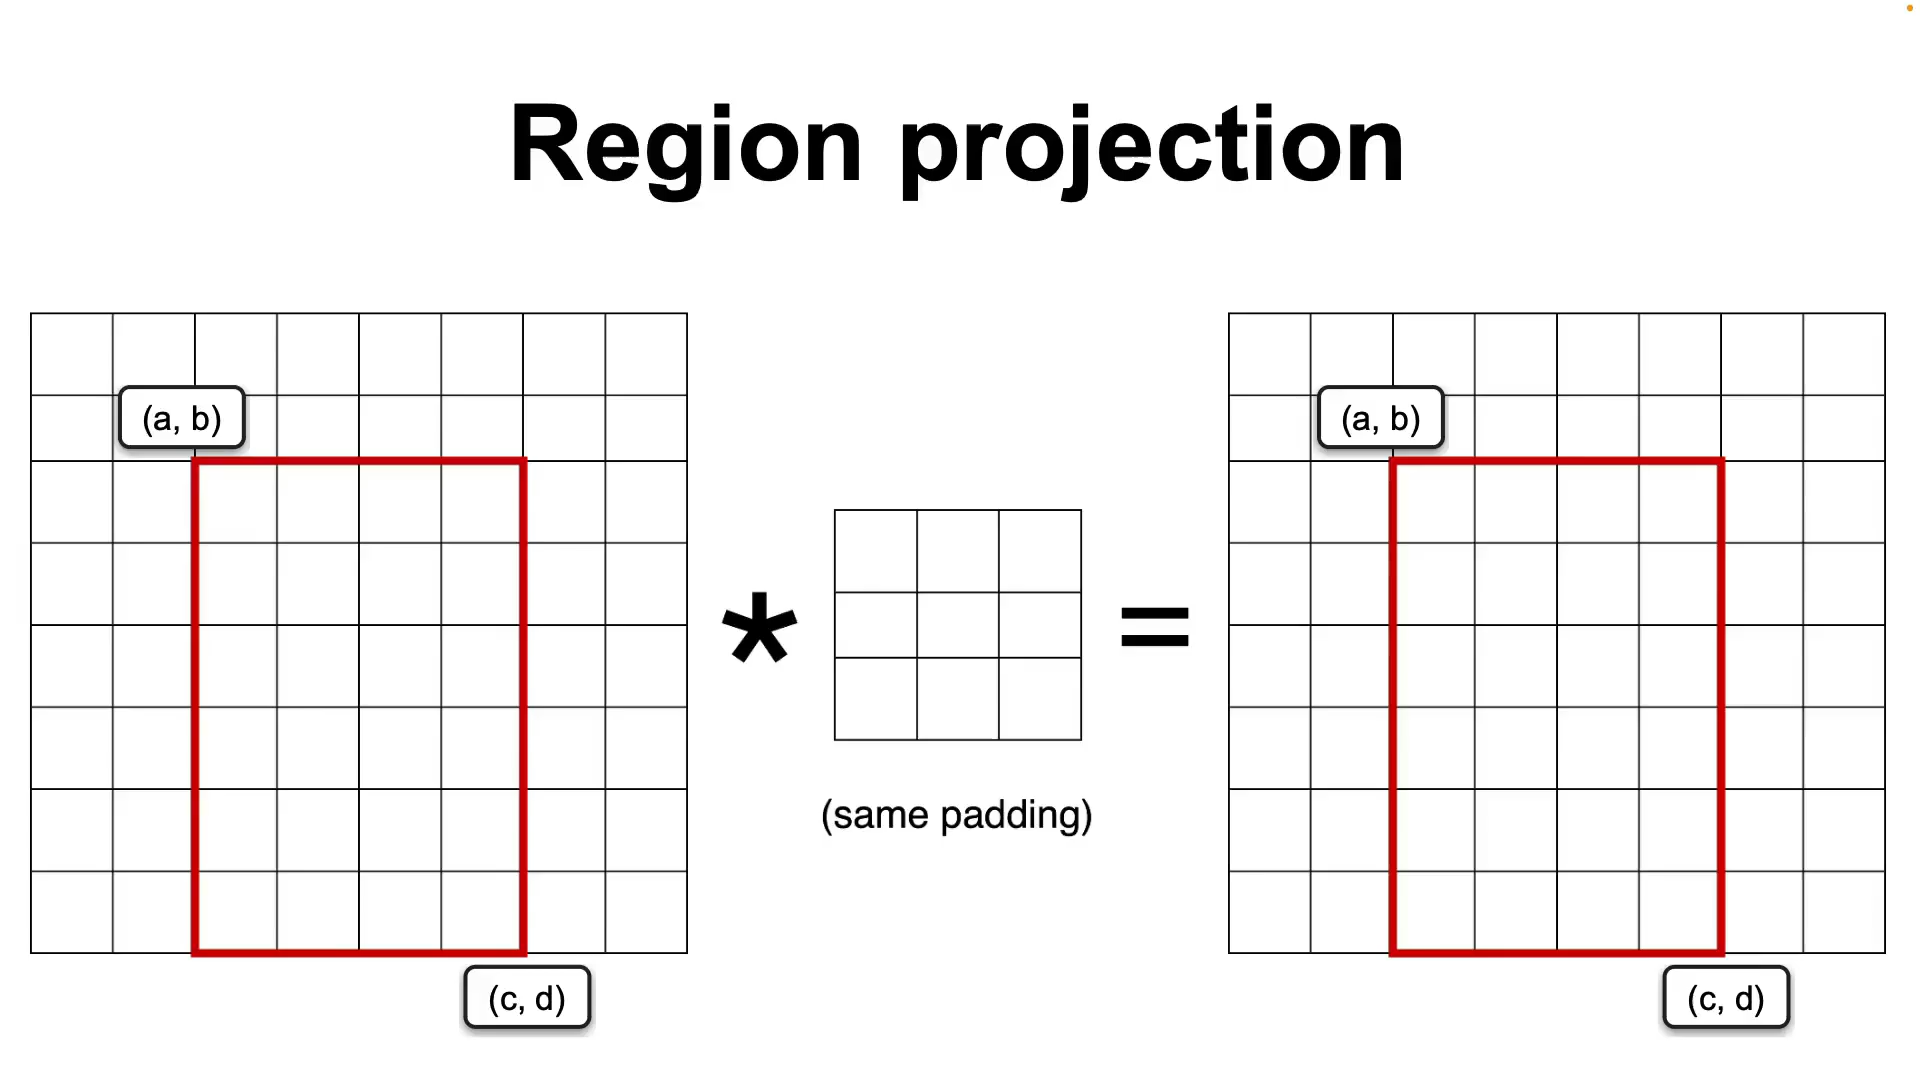 Region projection
(a, b)
(a, b)
*
=
(same padding)
(c, d)
(c, d)